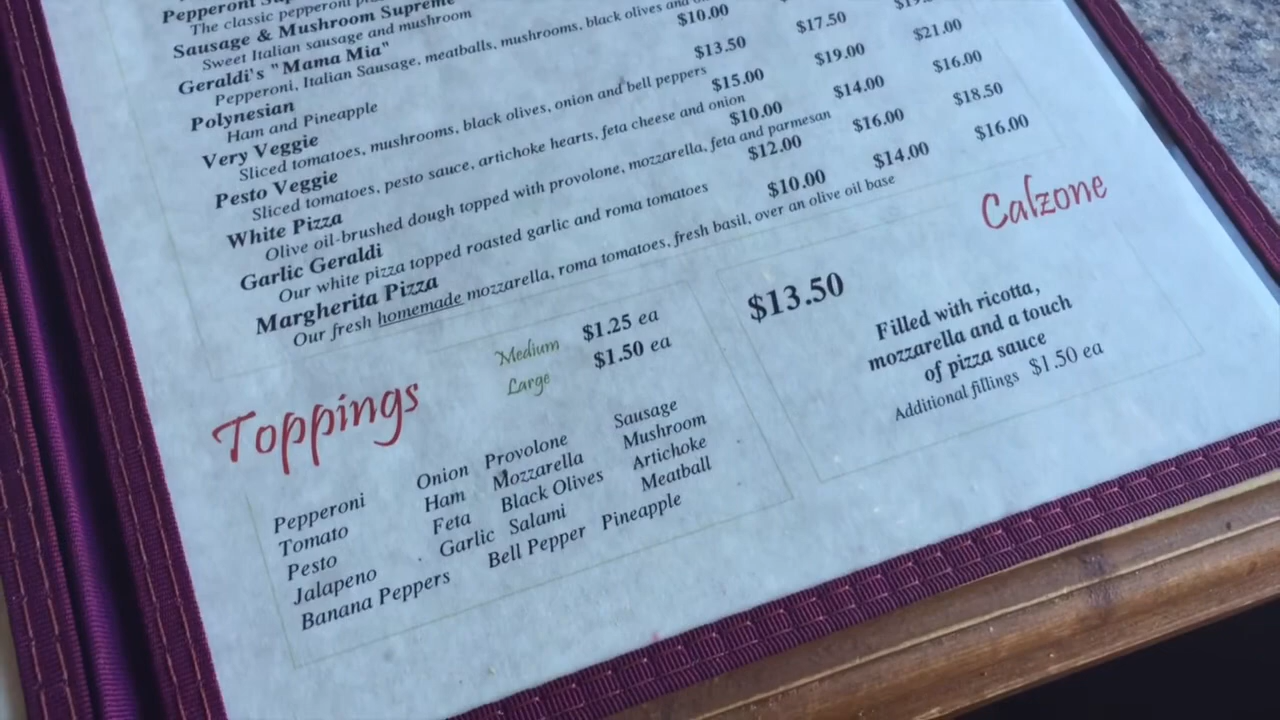 Pepperoni
The classic pepperoni
Sausage & Mushroom Supreme
Sweet Italian sausage and mushroom
Geraldi's "Mama Mia" $10.00 $17.50
Pepperoni, Italian Sausage, meatballs, mushrooms, black olives and
Polynesian $13.50 $19.00 $21.00
Ham and Pineapple
Very Veggie $15.00 $14.00 $16.00
Sliced tomatoes, mushrooms, black olives, onion and bell peppers
Pesto Veggie $10.00 $16.00 $18.50
Sliced tomatoes, pesto sauce, artichoke hearts, feta cheese and onion
White Pizza $12.00 $14.00 $16.00
Olive oil-brushed dough topped with provolone, mozzarella, feta and parmesan
Garlic Geraldi $10.00
Our white pizza topped roasted garlic and roma tomatoes
Margherita Pizza
Our fresh homemade mozzarella, roma tomatoes, fresh basil, over an olive oil base
Toppings
Medium $1.25 ea
Large $1.50 ea
Pepperoni Onion Provolone Sausage
Tomato Ham Mozzarella Mushroom
Pesto Feta Black Olives Artichoke
Jalapeno Garlic Salami Meatball
Banana Peppers Bell Pepper Pineapple
Calzone
$13.50
Filled with ricotta,
mozzarella and a touch
of pizza sauce
Additional fillings $1.50 ea